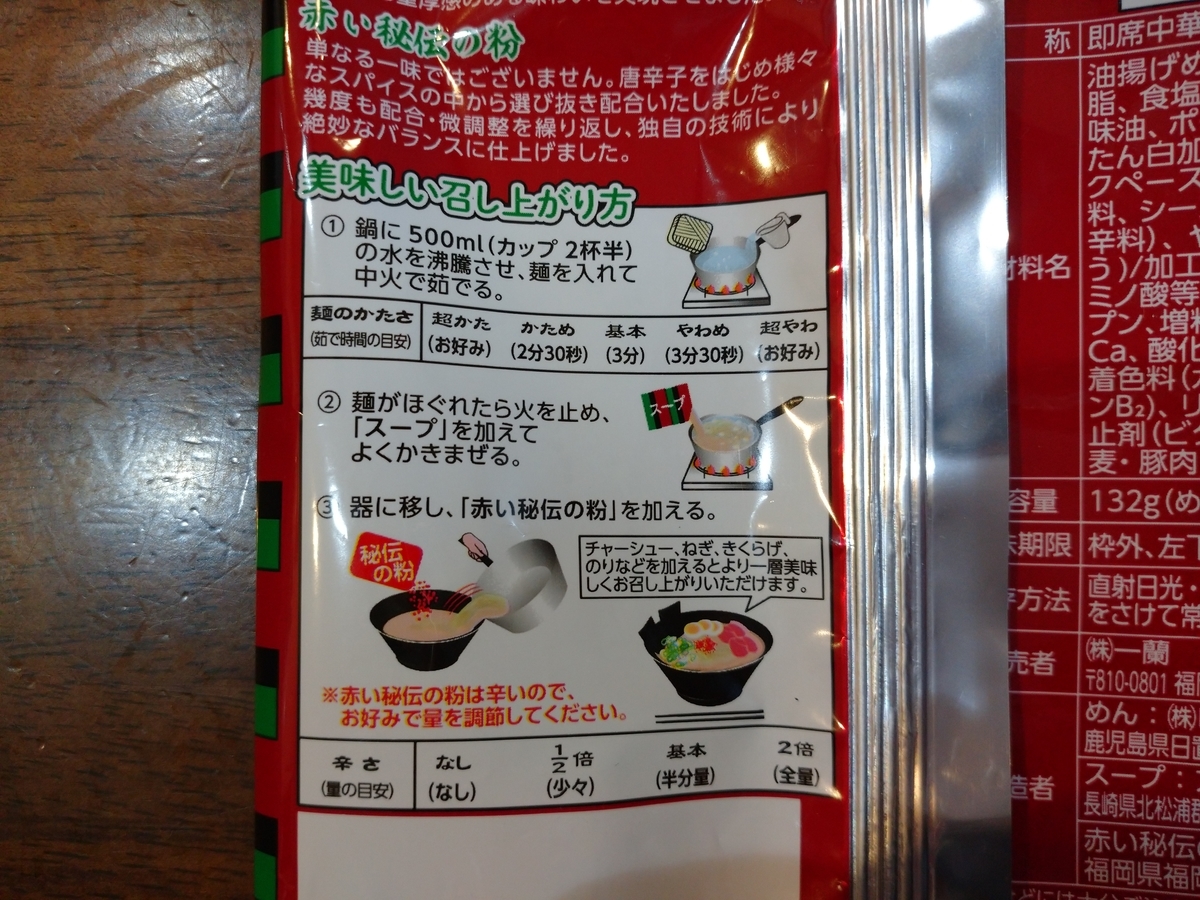 赤い秘伝の粉
単なる一味ではございません。唐辛子をはじめ様々
なスパイスの中から選び抜き配合いたしました。
幾度も配合・微調整を繰り返し、独自の技術により
絶妙なバランスに仕上げました。
美味しい召し上がり方
① 鍋に500ml(カップ2杯半)
の水を沸騰させ、麺を入れて
中火で茹でる。
麺のかたさ 超かた かため 基本 やわめ 超やわ
(茹で時間の目安) (お好み) (2分30秒) (3分) (3分30秒) (お好み)
② 麺がほぐれたら火を止め、
「スープ」を加えて
よくかきまぜる。
スープ
③ 器に移し、「赤い秘伝の粉」を加える。
秘伝
の粉
チャーシュー、ねぎ、きくらげ、
のりなどを加えるとより一層美味
しくお召し上がりいただけます。
※赤い秘伝の粉は辛いので、
お好みで量を調節してください。
辛さ なし 1/2倍 基本 2倍
(量の目安) (なし) (少々) (半分量) (全量)
称 即席中華
油揚げめ
脂、食塩
味油、ポ
たん白加
クペース
料、シー
辛料)、
材料名
う)/加工
ミノ酸等
プン、増粘
Ca、酸化
着色料(
ンB₂)、
止剤(ビ
麦・豚肉
容量 132g(め
期限 枠外、左下
方法 直射日光・
をさけて常
売者 ㈱一蘭
〒810-0801 福岡
めん:㈱
鹿児島県日置
造者 スープ:
長崎県北松浦郡
赤い秘伝の
福岡県福岡